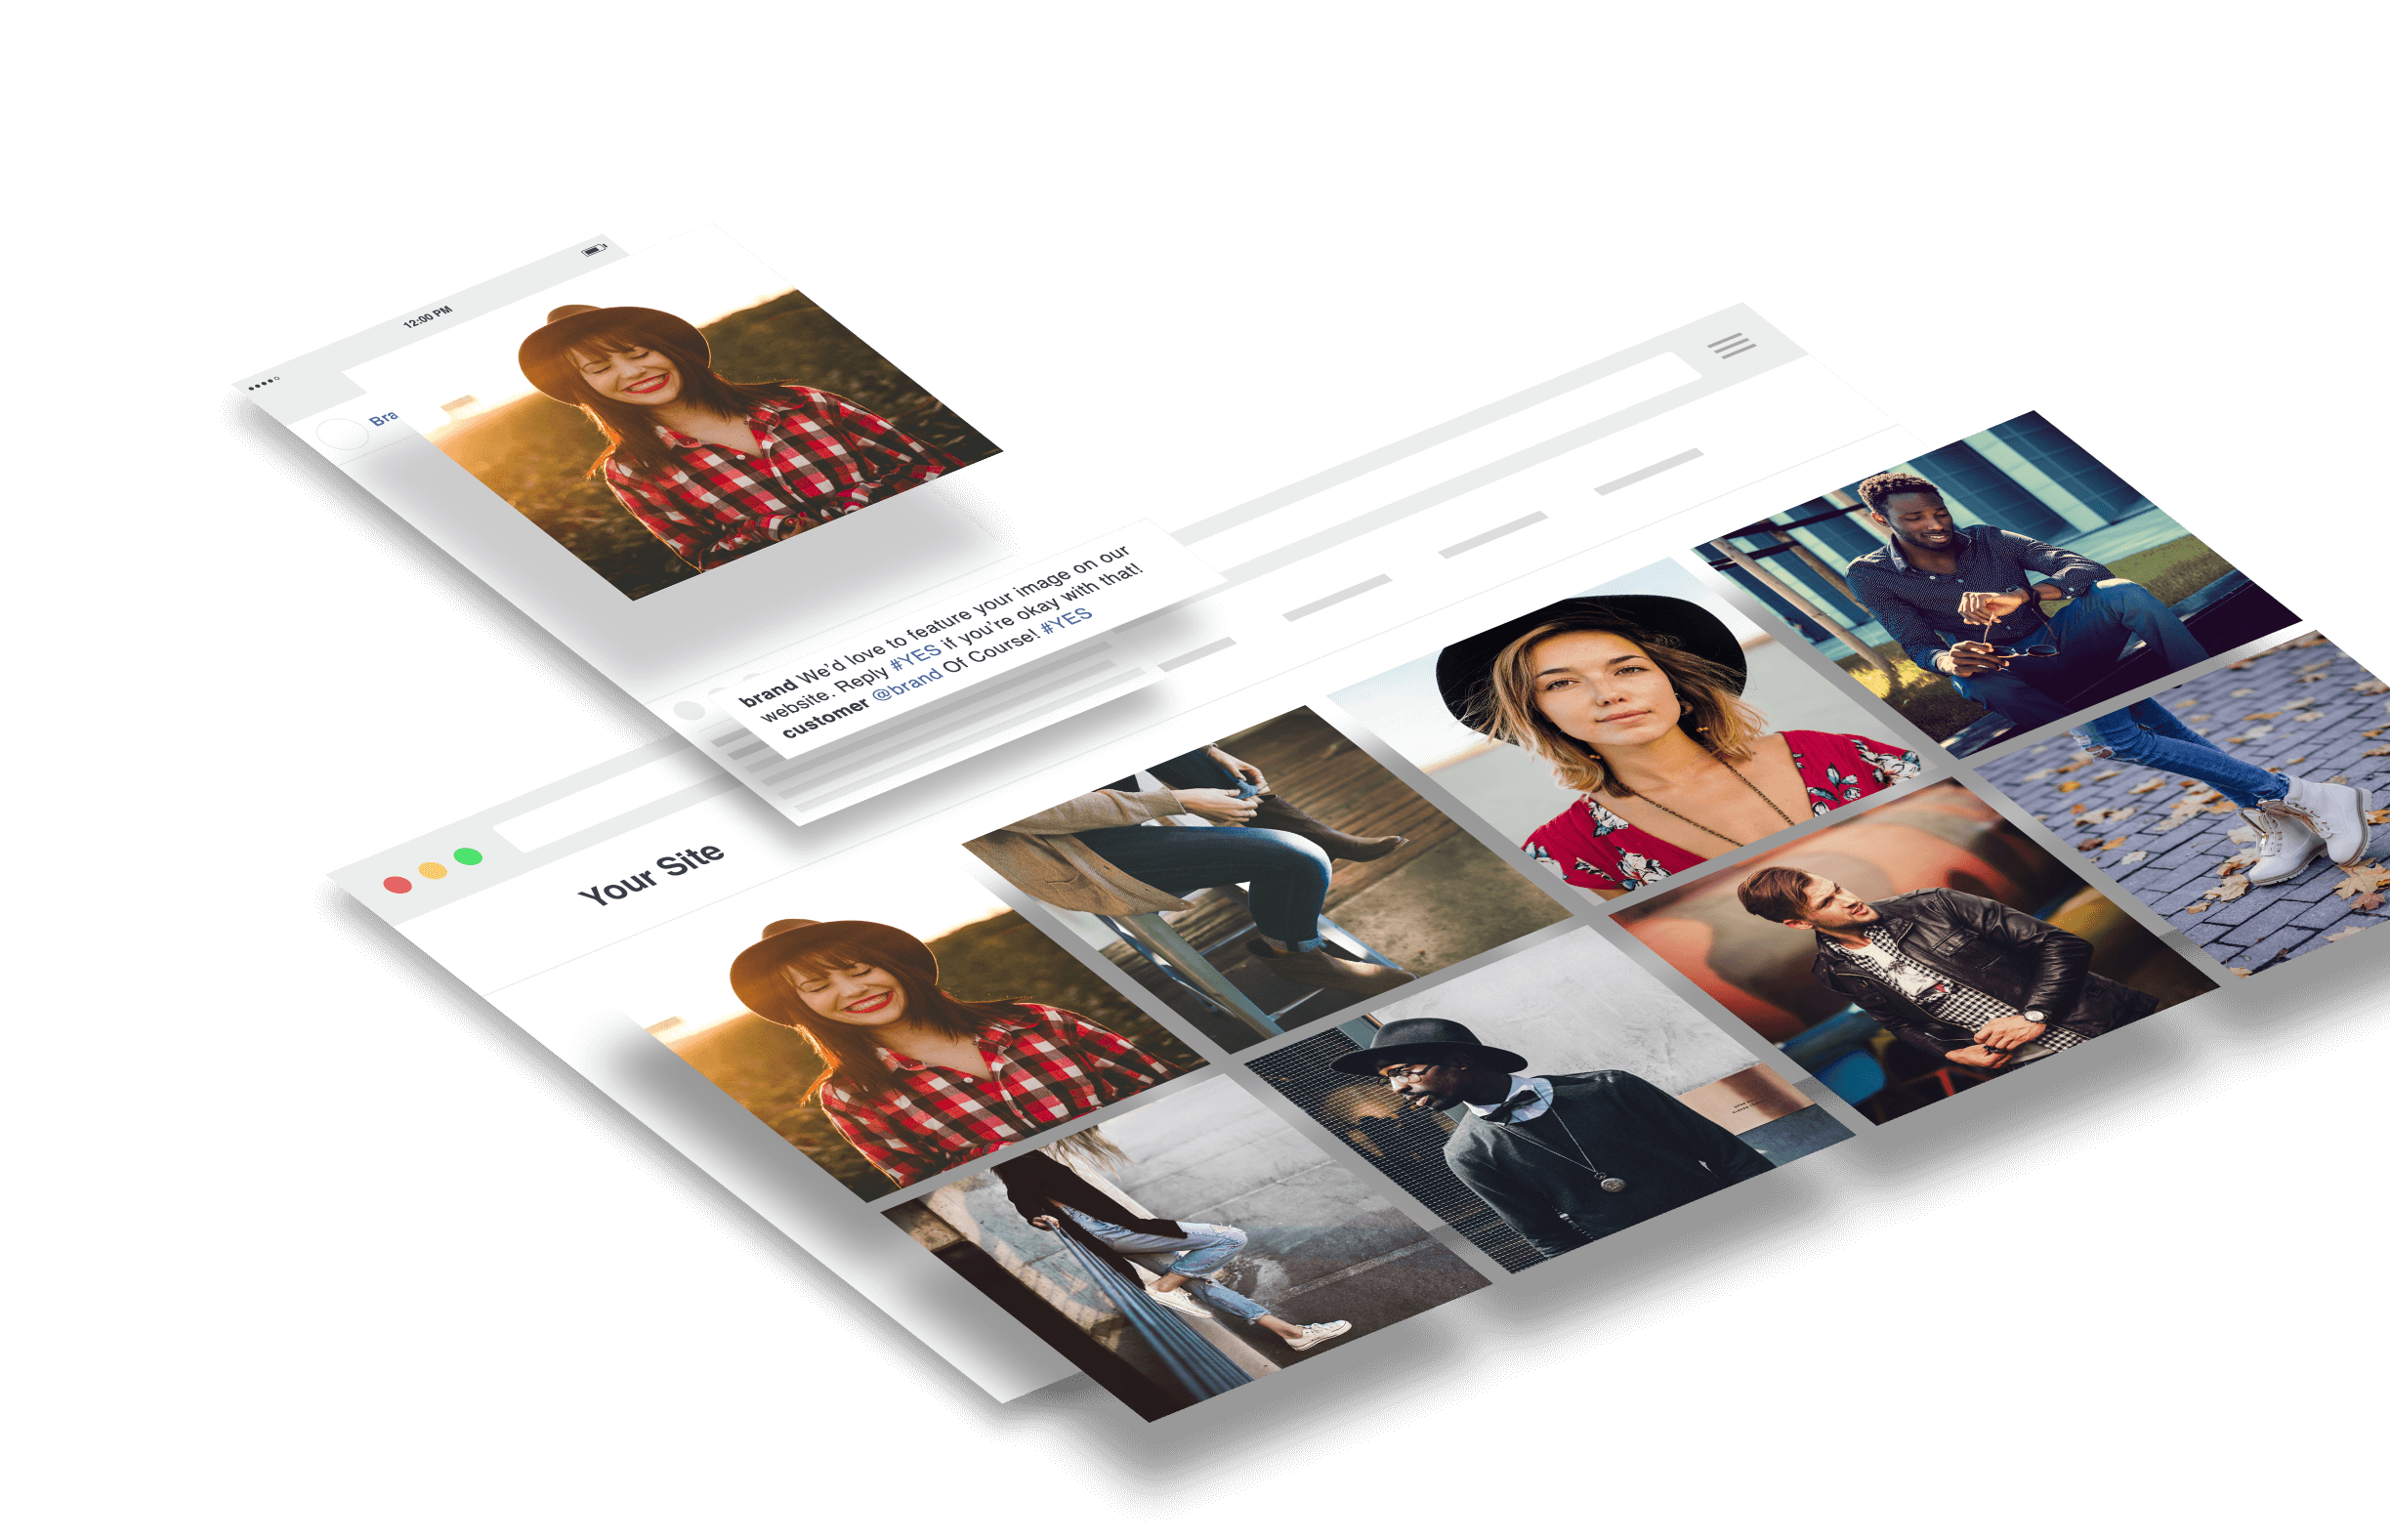 12:00 PM
Bra
brand We'd love to feature your image on our
website. Reply #YES if you're okay with that!
customer @brand Of Course! #YES
Your Site